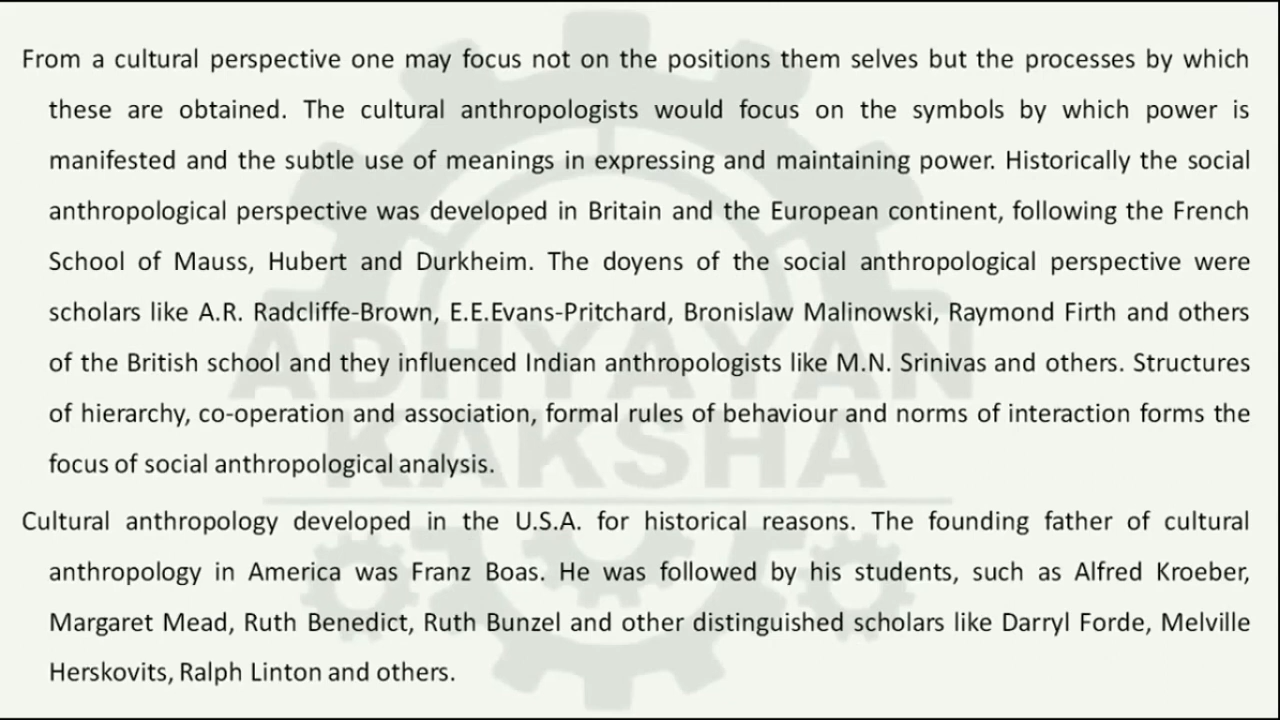 From a cultural perspective one may focus not on the positions them selves but the processes by which
these are obtained. The cultural anthropologists would focus on the symbols by which power is
manifested and the subtle use of meanings in expressing and maintaining power. Historically the social
anthropological perspective was developed in Britain and the European continent, following the French
School of Mauss, Hubert and Durkheim. The doyens of the social anthropological perspective were
scholars like A.R. Radcliffe-Brown, E.E.Evans-Pritchard, Bronislaw Malinowski, Raymond Firth and others
of the British school and they influenced Indian anthropologists like M.N. Srinivas and others. Structures
of hierarchy, co-operation and association, formal rules of behaviour and norms of interaction forms the
focus of social anthropological analysis.
Cultural anthropology developed in the U.S.A. for historical reasons. The founding father of cultural
anthropology in America was Franz Boas. He was followed by his students, such as Alfred Kroeber,
Margaret Mead, Ruth Benedict, Ruth Bunzel and other distinguished scholars like Darryl Forde, Melville
Herskovits, Ralph Linton and others.
ADHYAYAN
KAKSHA